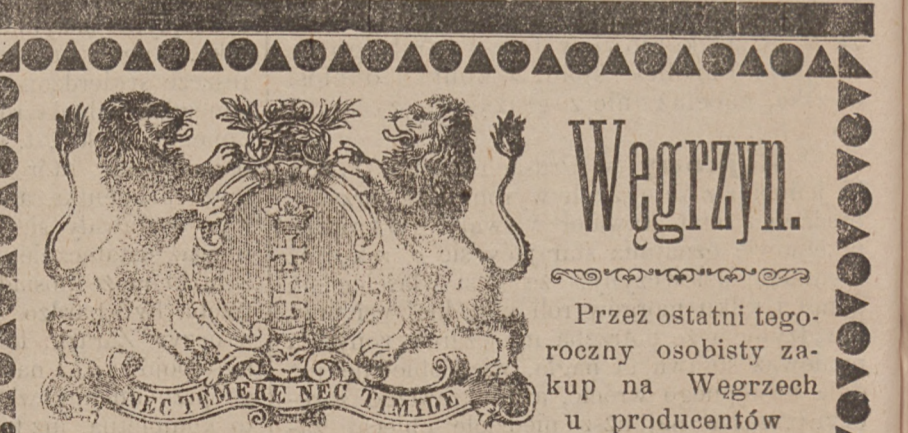 NEC TEMERE NEC TIMIDE
Węgrzyn.
Przez ostatni tego-
roczny osobisty za-
kup na Węgrzech
u producentów